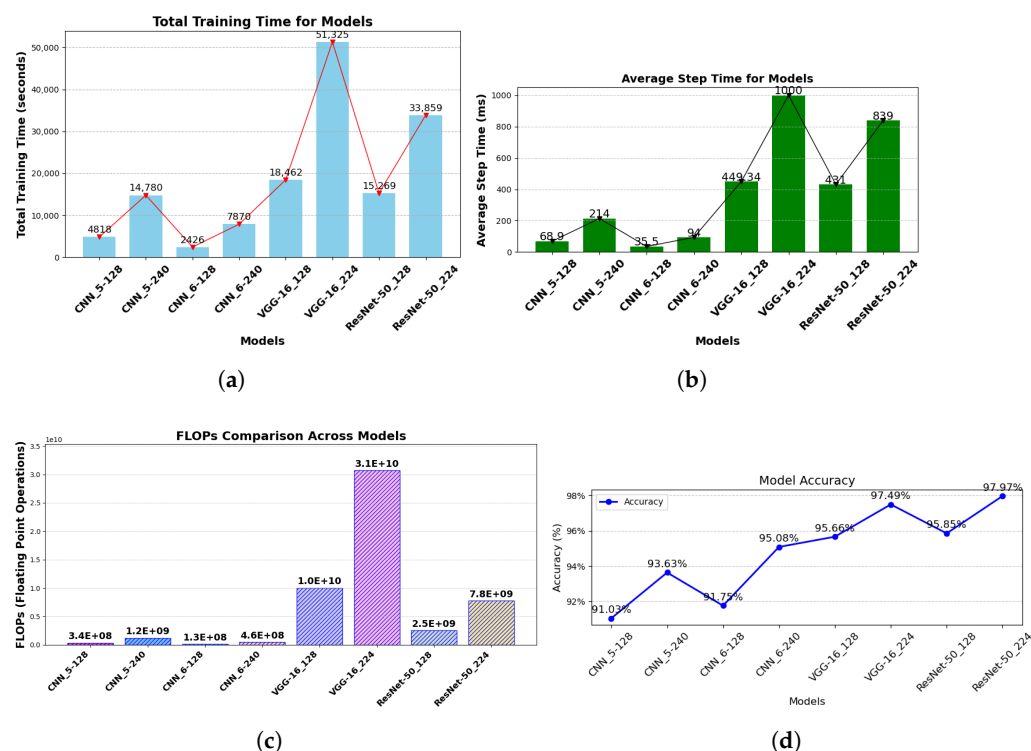 Total Training Time for Models
Total Training Time (seconds)
50,000
40,000
30,000
20,000
10,000
0
4818
14,780
2426
7870
18,462
51,325
15,269
33,859
CNN_5-128
CNN_5-240
CNN_6-128
CNN_6-240
VGG-16_128
VGG-16_224
ResNet-50_128
ResNet-50_224
Models
(a)
Average Step Time for Models
Average Step Time (ms)
1000
800
600
400
200
0
68.9
214
35.5
94
449.34
1000
431
839
CNN_5-128
CNN_5-240
CNN_6-128
CNN_6-240
VGG-16_128
VGG-16_224
ResNet-50_128
ResNet-50_224
Models
(b)
FLOPs Comparison Across Models
FLOPs (Floating Point Operations)
1e10
3.5
3.0
2.5
2.0
1.5
1.0
0.5
0.0
3.4E+08
1.2E+09
1.3E+08
4.6E+08
1.0E+10
3.1E+10
2.5E+09
7.8E+09
CNN_5-128
CNN_5-240
CNN_6-128
CNN_6-240
VGG-16_128
VGG-16_224
ResNet-50_128
ResNet-50_224
(c)
Model Accuracy
Accuracy
Accuracy (%)
98%
96%
94%
92%
91.03%
93.63%
91.75%
95.08%
95.66%
97.49%
95.85%
97.97%
CNN_5-128
CNN_5-240
CNN_6-128
CNN_6-240
VGG-16_128
VGG-16_224
ResNet-50_128
ResNet-50_224
Models
(d)